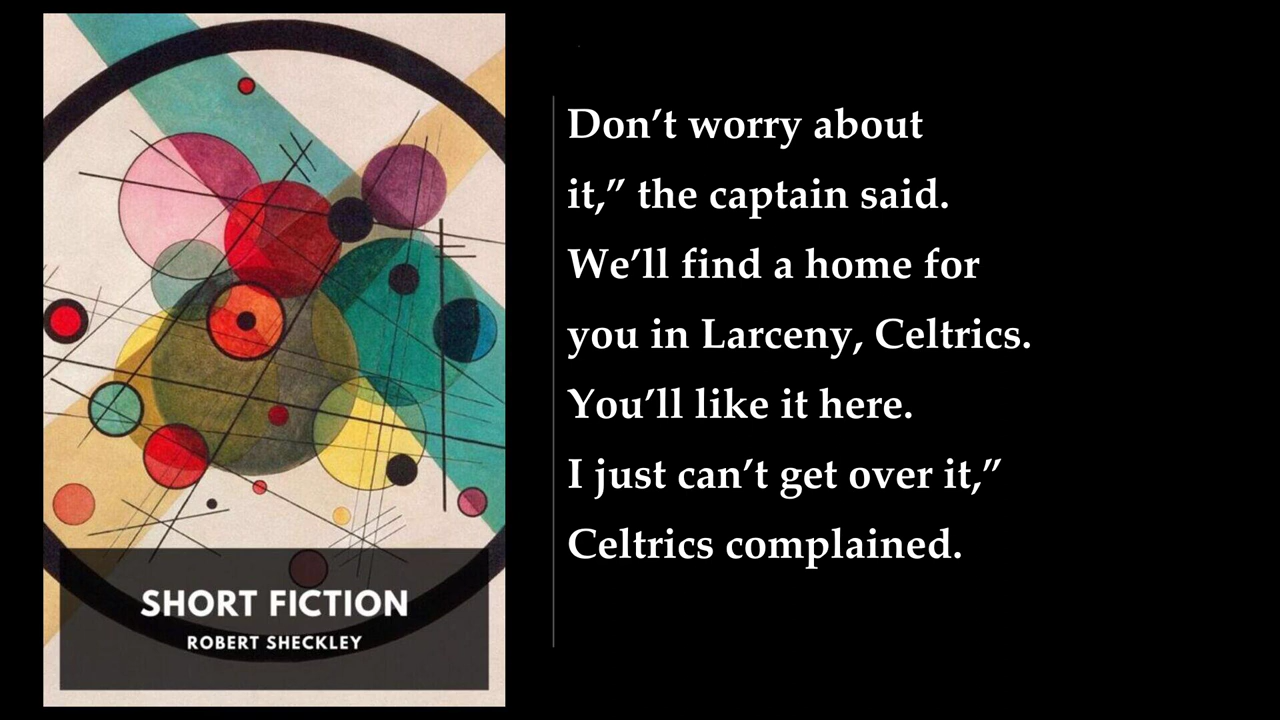 Don’t worry about
it,” the captain said.
We’ll find a home for
you in Larceny, Celtrics.
You’ll like it here.
I just can’t get over it,”
Celtrics complained.
SHORT FICTION
ROBERT SHECKLEY